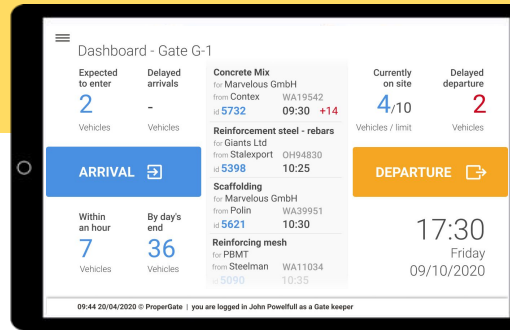 Dashboard - Gate G-1
Expected to enter
2
Vehicles
Delayed arrivals
-
Vehicles
ARRIVAL
Within an hour
7
Vehicles
By day's end
36
Vehicles
Concrete Mix
for Marvelous GmbH
from Contex WA19542
id 5732 09:30 +14
Reinforcement steel - rebars
for Giants Ltd
from Stalexport OH94830
id 5398 10:25
Scaffolding
for Marvelous GmbH
from Polin WA39951
id 5621 10:30
Reinforcing mesh
for PBMT
from Steelman WA11034
id 5090 10:35
Currently on site
4/10
Vehicles / limit
Delayed departure
2
Vehicles
DEPARTURE
17:30
Friday
09/10/2020
09:44 20/04/2020 © ProperGate | you are logged in John Powelfull as a Gate keeper